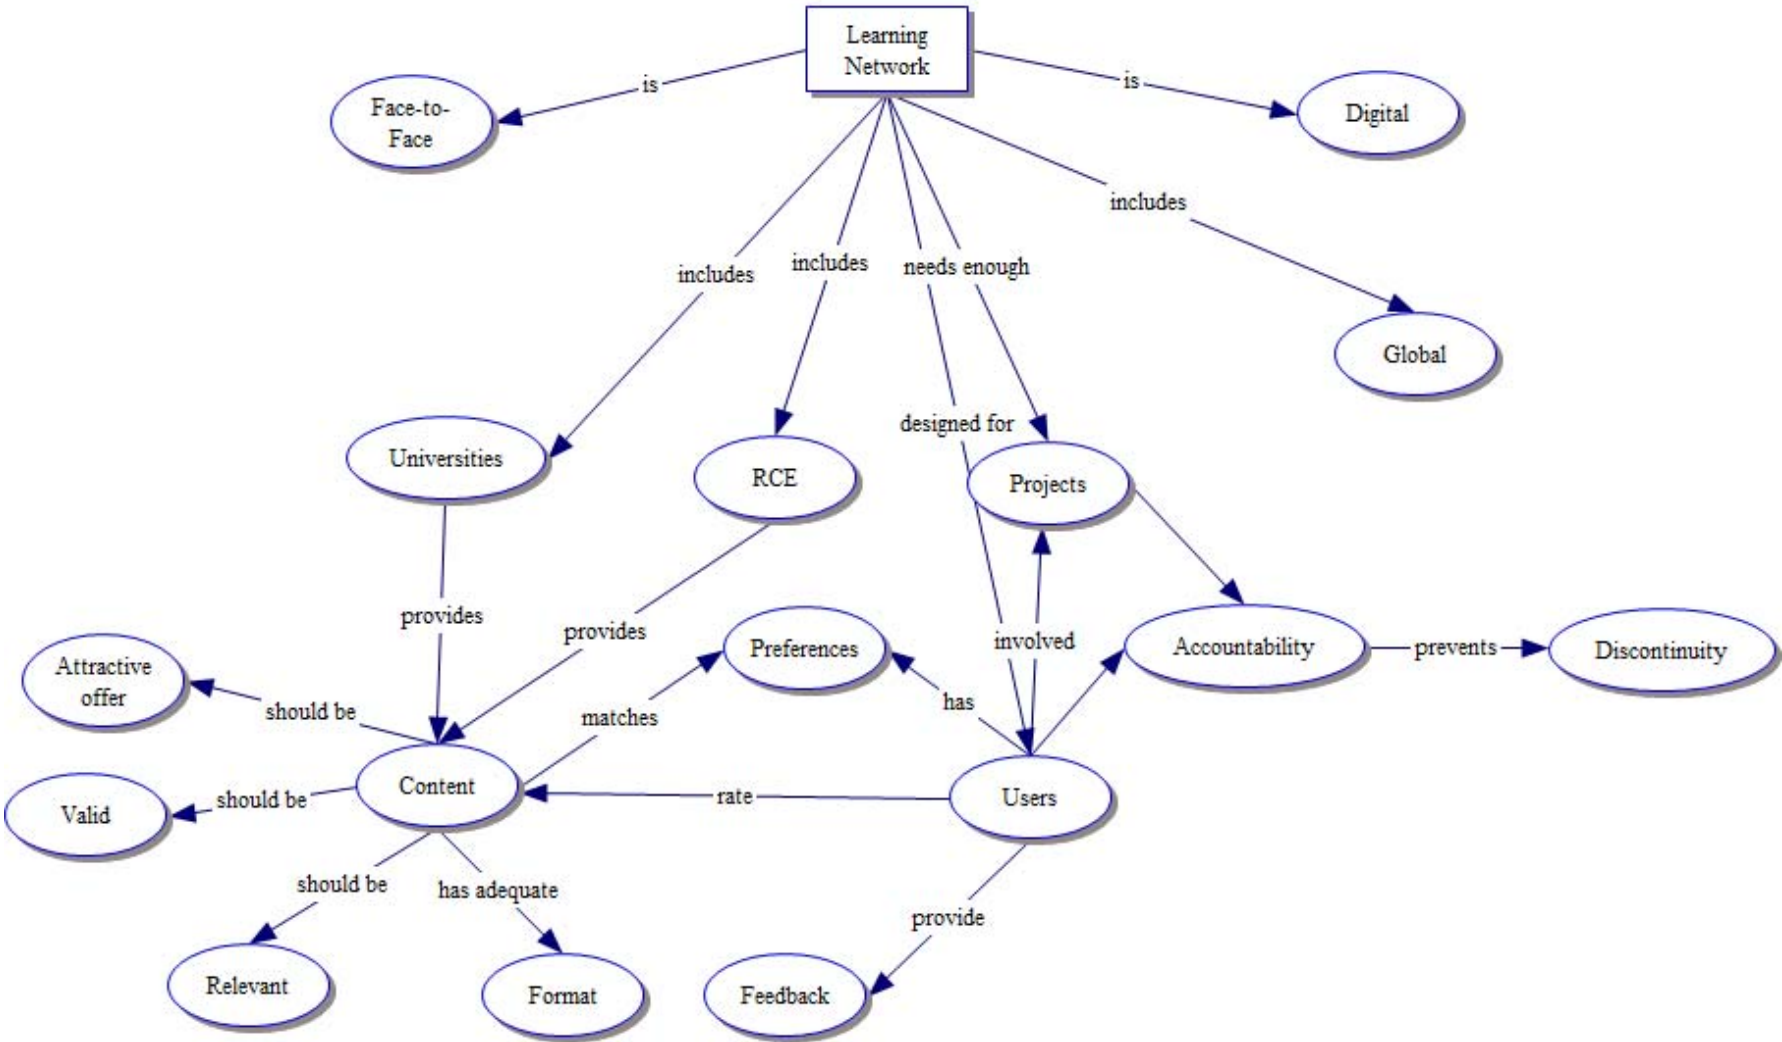 Learning
Network
is
is
Face-to-
Face
Digital
includes
includes
includes
needs enough
Global
designed for
Universities
RCE
Projects
provides
provides
Preferences
involved
Accountability
prevents
Discontinuity
Attractive
offer
should be
matches
has
Content
rate
Users
Valid
should be
should be
has adequate
provide
Relevant
Format
Feedback